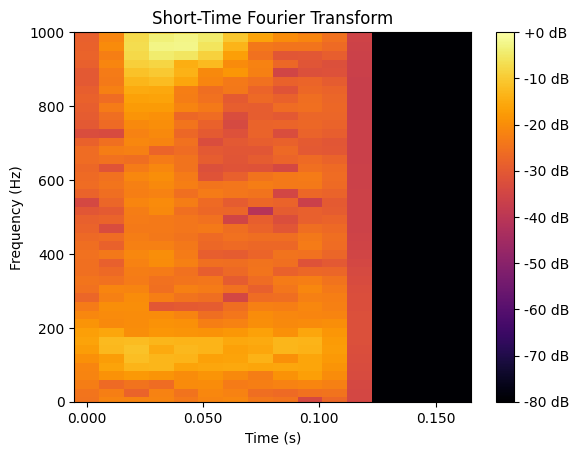 Short-Time Fourier Transform
1000
800
600
400
200
0
Frequency (Hz)
0.000
0.050
0.100
0.150
Time (s)
+0 dB
-10 dB
-20 dB
-30 dB
-40 dB
-50 dB
-60 dB
-70 dB
-80 dB